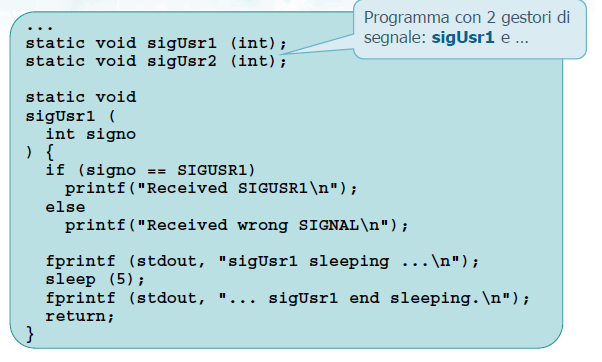 Programma con 2 gestori di
segnale: sigUsr1 e ...
...
static void sigUsr1 (int);
static void sigUsr2 (int);
static void
sigUsr1 (
  int signo
) {
  if (signo == SIGUSR1)
    printf("Received SIGUSR1\n");
  else
    printf("Received wrong SIGNAL\n");
  fprintf (stdout, "sigUsr1 sleeping ...\n");
  sleep (5);
  fprintf (stdout, "... sigUsr1 end sleeping.\n");
  return;
}